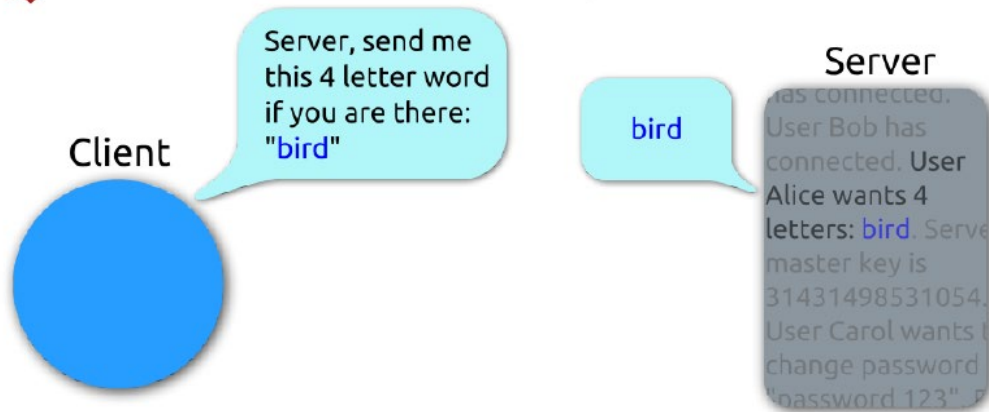 Server, send me
this 4 letter word
if you are there:
"bird"
Client
bird
Server
has connected.
User Bob has
connected. User
Alice wants 4
letters: bird. Serve
master key is
31431498531054.
User Carol wants t
change password
"password 123".